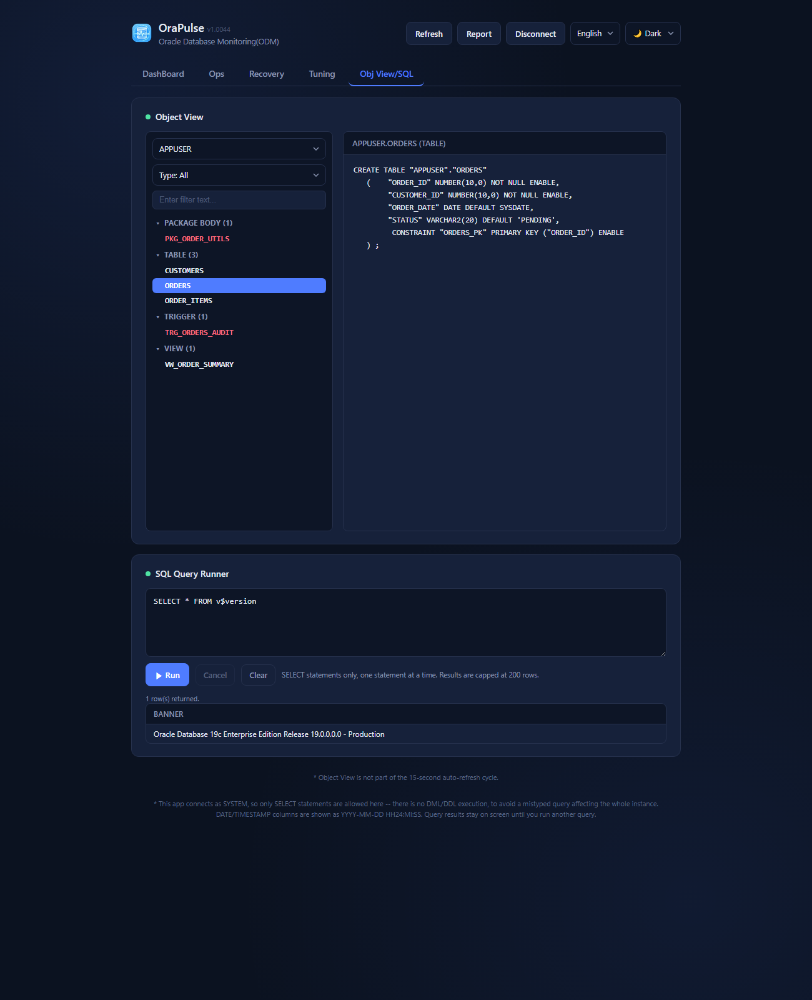 OraPulse v1.0044
Oracle Database Monitoring(ODM)
Refresh
Report
Disconnect
English
🌙 Dark
DashBoard
Ops
Recovery
Tuning
Obj View/SQL
Object View
APPUSER
Type: All
Enter filter text...
PACKAGE BODY (1)
PKG_ORDER_UTILS
TABLE (3)
CUSTOMERS
ORDERS
ORDER_ITEMS
TRIGGER (1)
TRG_ORDERS_AUDIT
VIEW (1)
VW_ORDER_SUMMARY
APPUSER.ORDERS (TABLE)
CREATE TABLE "APPUSER"."ORDERS"
( "ORDER_ID" NUMBER(10,0) NOT NULL ENABLE,
"CUSTOMER_ID" NUMBER(10,0) NOT NULL ENABLE,
"ORDER_DATE" DATE DEFAULT SYSDATE,
"STATUS" VARCHAR2(20) DEFAULT 'PENDING',
CONSTRAINT "ORDERS_PK" PRIMARY KEY ("ORDER_ID") ENABLE
) ;
SQL Query Runner
SELECT * FROM v$version
▶ Run
Cancel
Clear
SELECT statements only, one statement at a time. Results are capped at 200 rows.
1 row(s) returned.
BANNER
Oracle Database 19c Enterprise Edition Release 19.0.0.0.0 - Production
* Object View is not part of the 15-second auto-refresh cycle.
* This app connects as SYSTEM, so only SELECT statements are allowed here -- there is no DML/DDL execution, to avoid a mistyped query affecting the whole instance.
DATE/TIMESTAMP columns are shown as YYYY-MM-DD HH24:MI:SS. Query results stay on screen until you run another query.